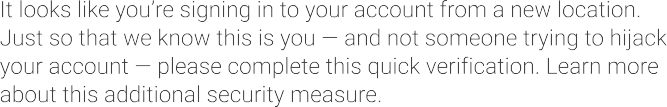 It looks like you’re signing in to your account from a new location.
Just so that we know this is you — and not someone trying to hijack
your account — please complete this quick verification. Learn more
about this additional security measure.